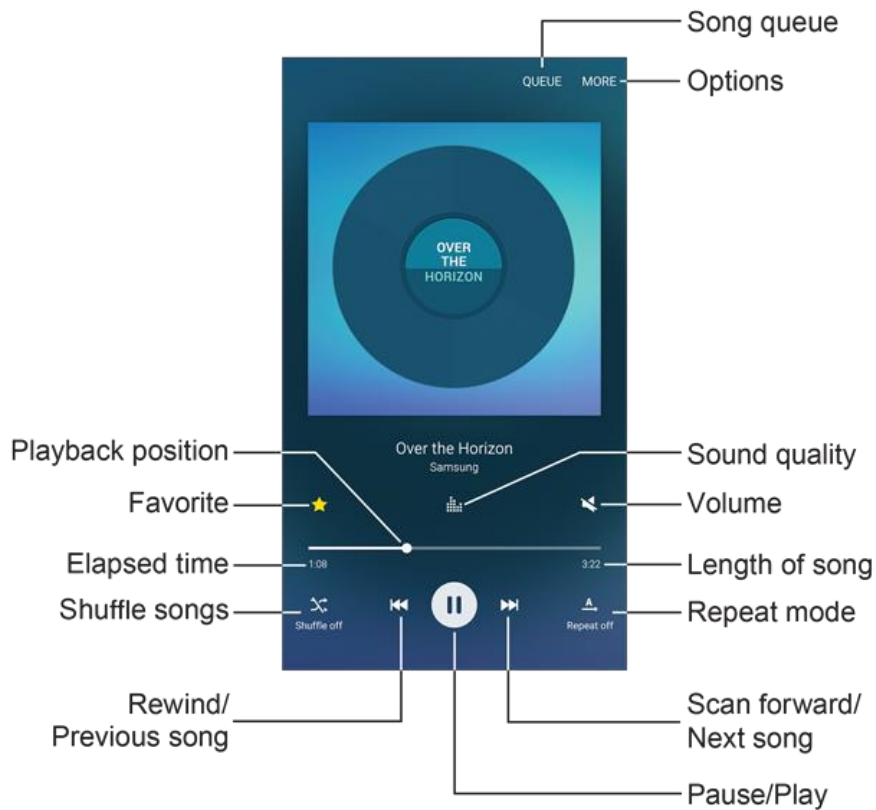 Song queue
QUEUE MORE
Options
OVER
THE
HORIZON
Playback position
Over the Horizon
Samsung
Sound quality
Favorite
Volume
Elapsed time
1:08
3:22
Length of song
Shuffle songs
Shuffle off
A
Repeat off
Repeat mode
Rewind/
Previous song
Scan forward/
Next song
Pause/Play